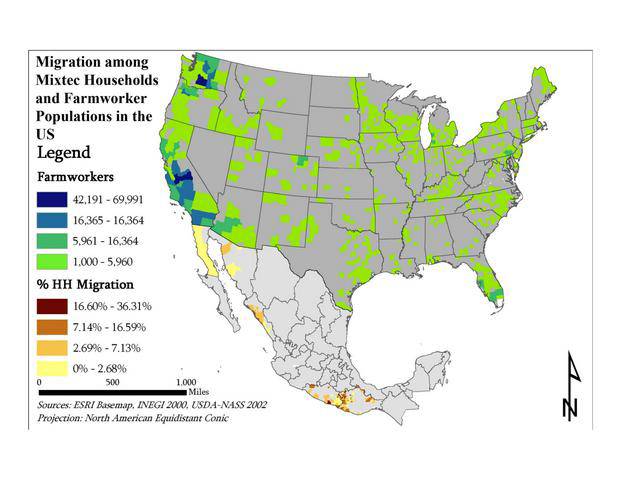 Migration among
Mixtec Households
and Farmworker
Populations in the
US
Legend
Farmworkers
42,191 - 69,991
16,365 - 16,364
5,961 - 16,364
1,000 - 5,960
% HH Migration
16.60% - 36.31%
7.14% - 16.59%
2.69% - 7.13%
0% - 2.68%
0 500 1,000
Miles
Sources: ESRI Basemap, INEGI 2000, USDA-NASS 2002
Projection: North American Equidistant Conic
N